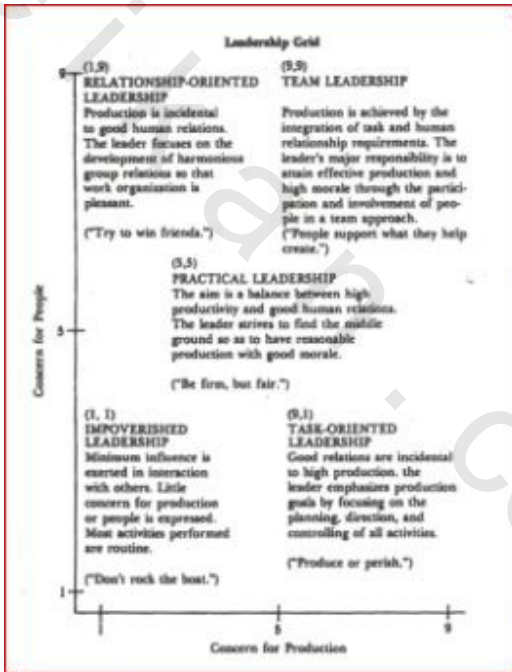 Leadership Grid
9
(1,9)
RELATIONSHIP-ORIENTED
LEADERSHIP
Production is incidental
to good human relations.
The leader focuses on the
development of harmonious
group relations so that
work organization is
pleasant.
("Try to win friends.")
(9,9)
TEAM LEADERSHIP
Production is achieved by the
integration of task and human
relationship requirements. The
leader's major responsibility is to
attain effective production and
high morale through the partici-
pation and involvement of peo-
ple in a team approach.
("People support what they help
create.")
Concern for People
5
(5,5)
PRACTICAL LEADERSHIP
The aim is a balance between high
productivity and good human relations.
The leader strives to find the middle
ground so as to have reasonable
production with good morale.
("Be firm, but fair.")
(1, 1)
IMPOVERISHED
LEADERSHIP
Minimum influence is
exerted in interaction
with others. Little
concern for production
or people is expressed.
Most activities performed
are routine.
("Don't rock the boat.")
(9,1)
TASK-ORIENTED
LEADERSHIP
Good relations are incidental
to high production. the
leader emphasizes production
goals by focusing on the
planning, direction, and
controlling of all activities.
("Produce or perish.")
1
1
5
9
Concern for Production